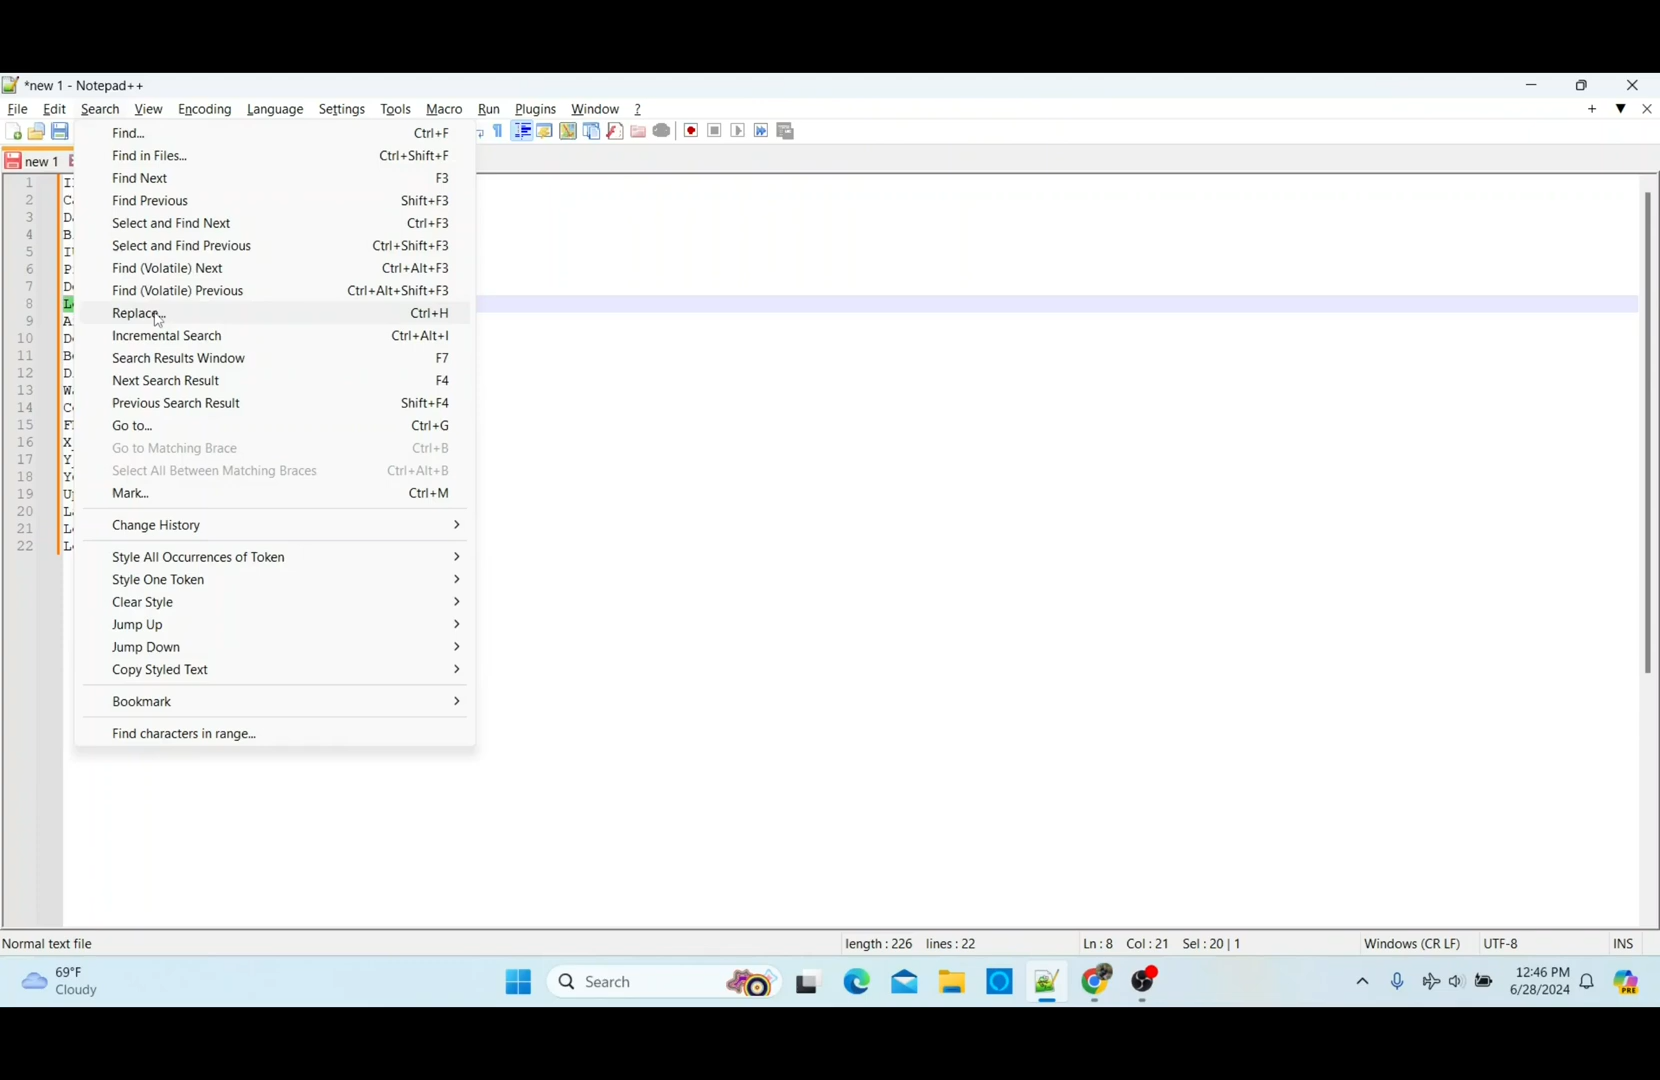 *new 1 - Notepad++
File Edit Search View Encoding Language Settings Tools Macro Run Plugins Window ?
new 1
Find... Ctrl+F
Find in Files... Ctrl+Shift+F
Find Next F3
Find Previous Shift+F3
Select and Find Next Ctrl+F3
Select and Find Previous Ctrl+Shift+F3
Find (Volatile) Next Ctrl+Alt+F3
Find (Volatile) Previous Ctrl+Alt+Shift+F3
Replace... Ctrl+H
Incremental Search Ctrl+Alt+I
Search Results Window F7
Next Search Result F4
Previous Search Result Shift+F4
Go to... Ctrl+G
Go to Matching Brace Ctrl+B
Select All Between Matching Braces Ctrl+Alt+B
Mark... Ctrl+M
Change History
Style All Occurrences of Token
Style One Token
Clear Style
Jump Up
Jump Down
Copy Styled Text
Bookmark
Find characters in range...
1
2
3
4
5
6
7
8
9
10
11
12
13
14
15
16
17
18
19
20
21
22
Normal text file length : 226 lines : 22 Ln : 8 Col : 21 Sel : 20 | 1 Windows (CR LF) UTF-8 INS
69°F
Cloudy
Search
12:46 PM
6/28/2024
PRE